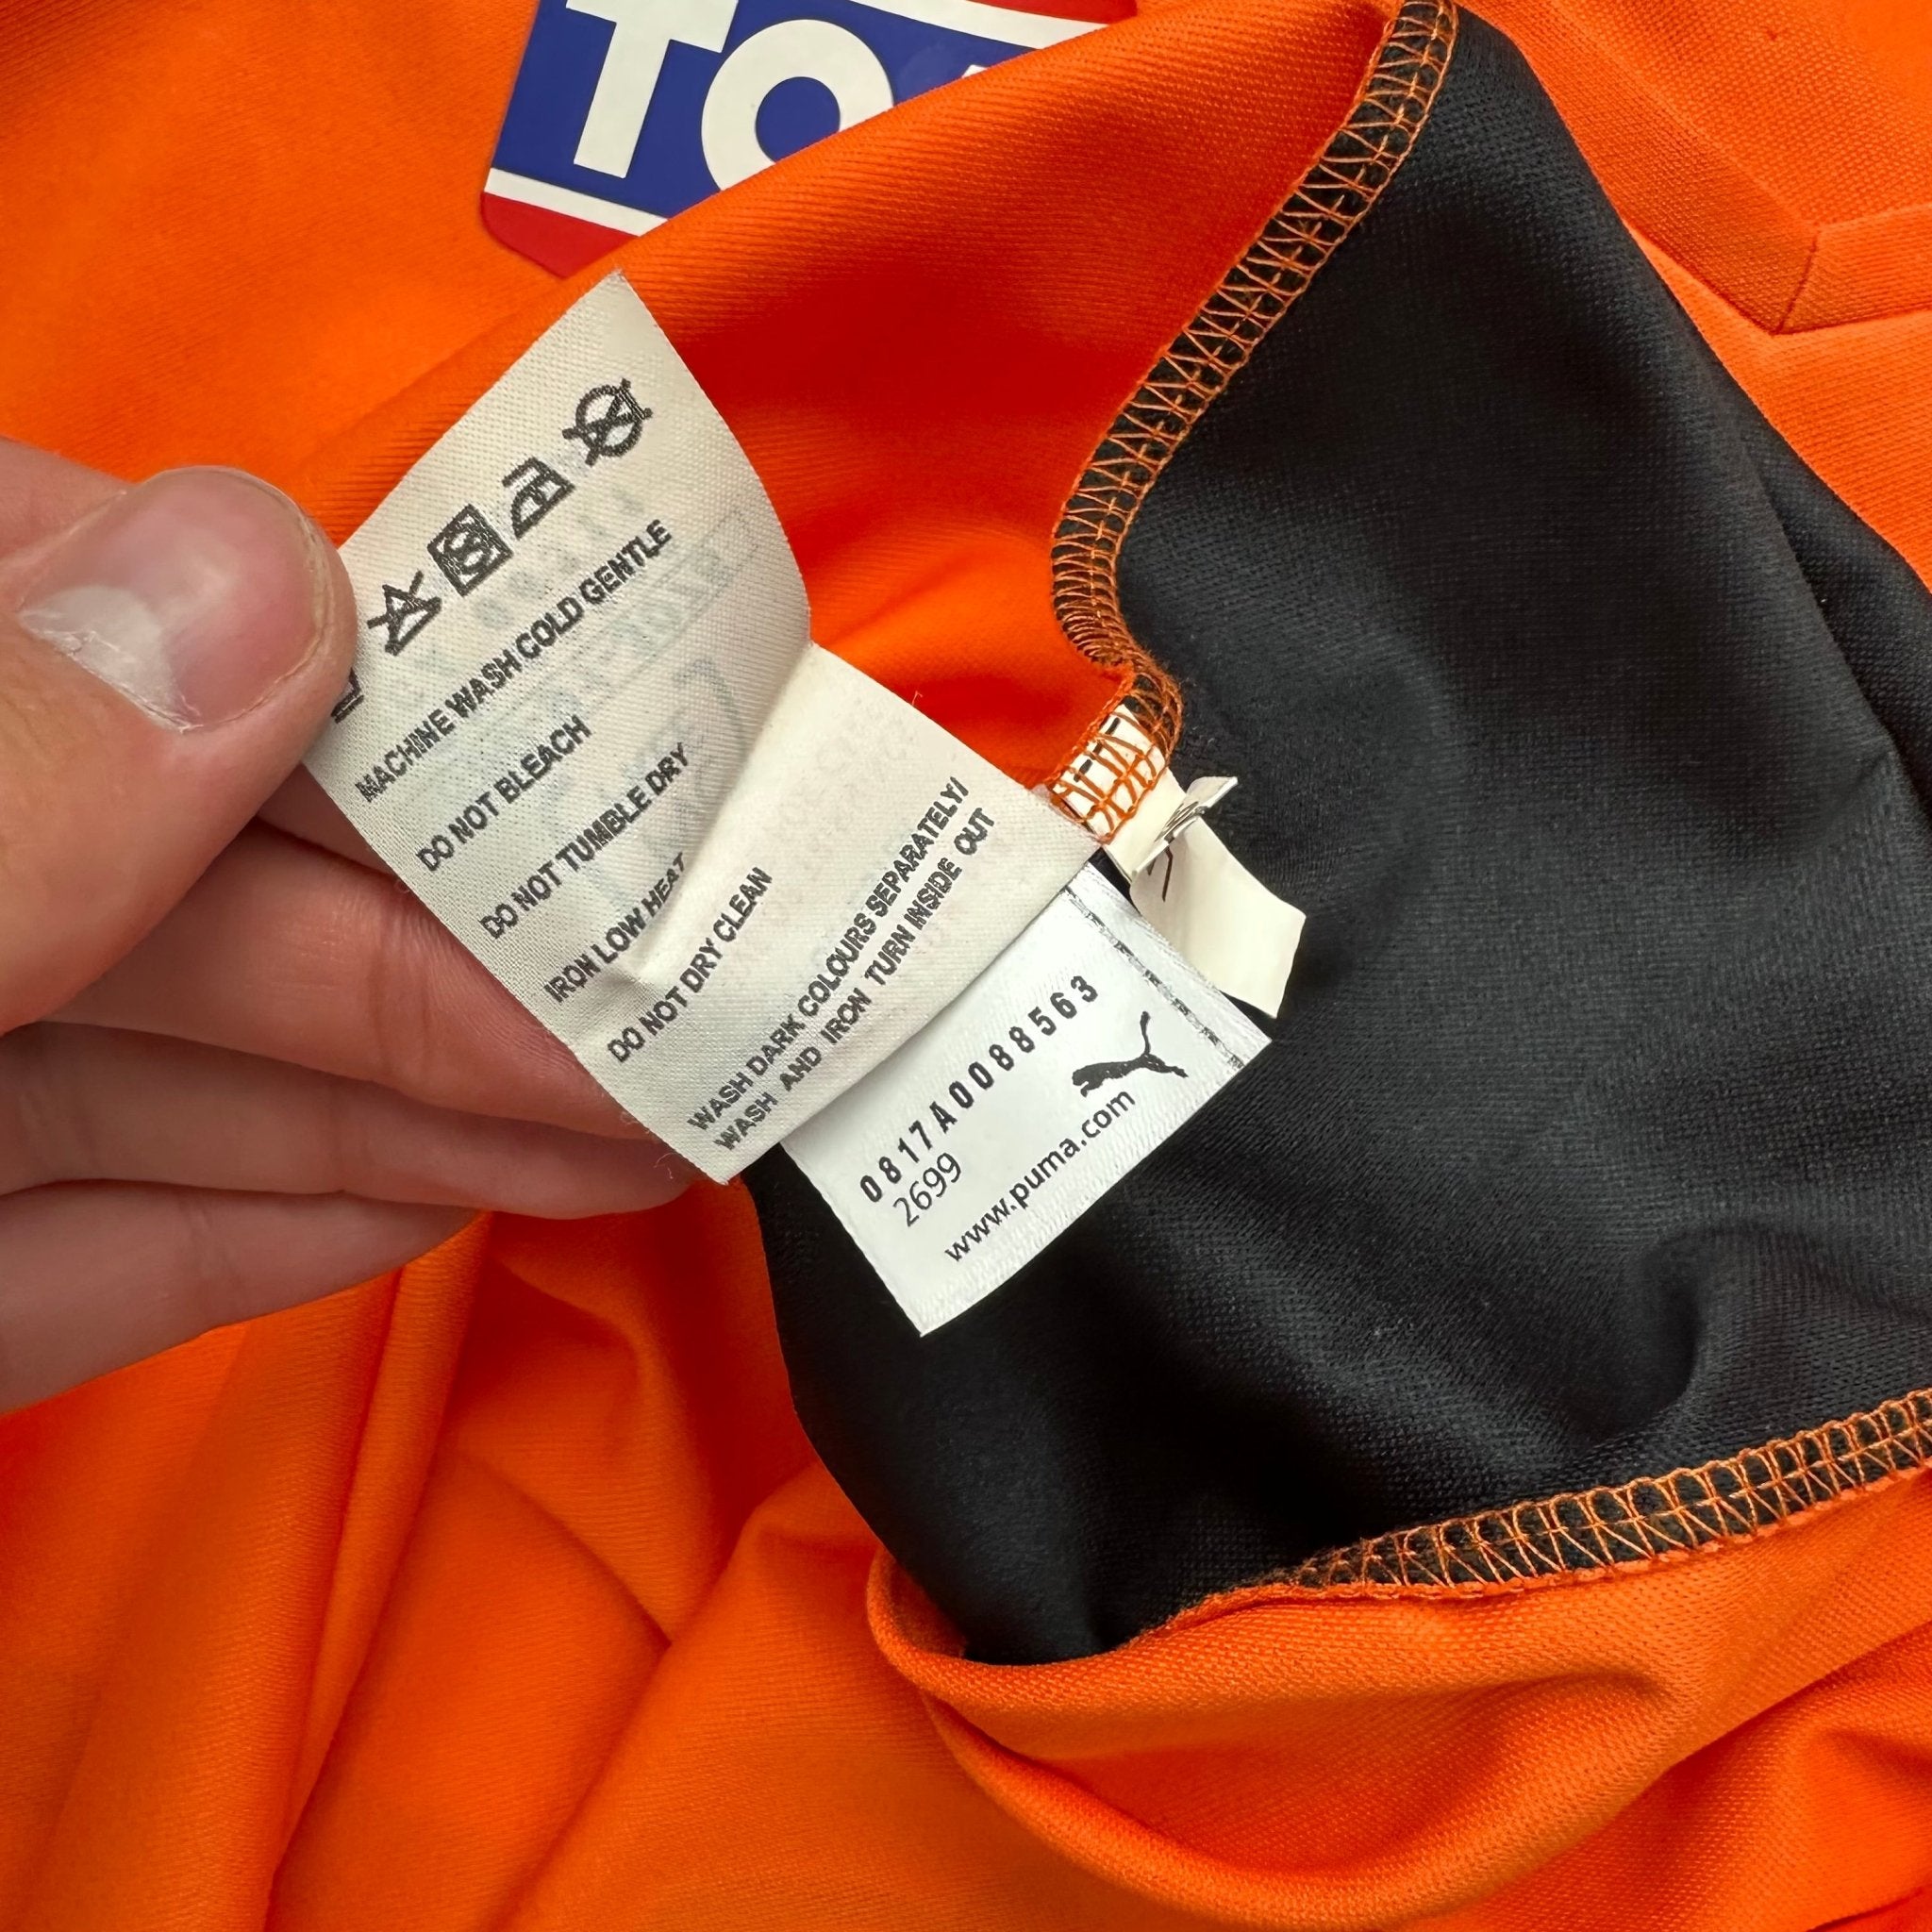 TO
MACHINE WASH COLD GENTLE
DO NOT BLEACH
DO NOT TUMBLE DRY
IRON LOW HEAT
DO NOT DRY CLEAN
WASH DARK COLOURS SEPARATELY/
WASH AND IRON TURN INSIDE OUT
0817A0088563
2699
www.puma.com